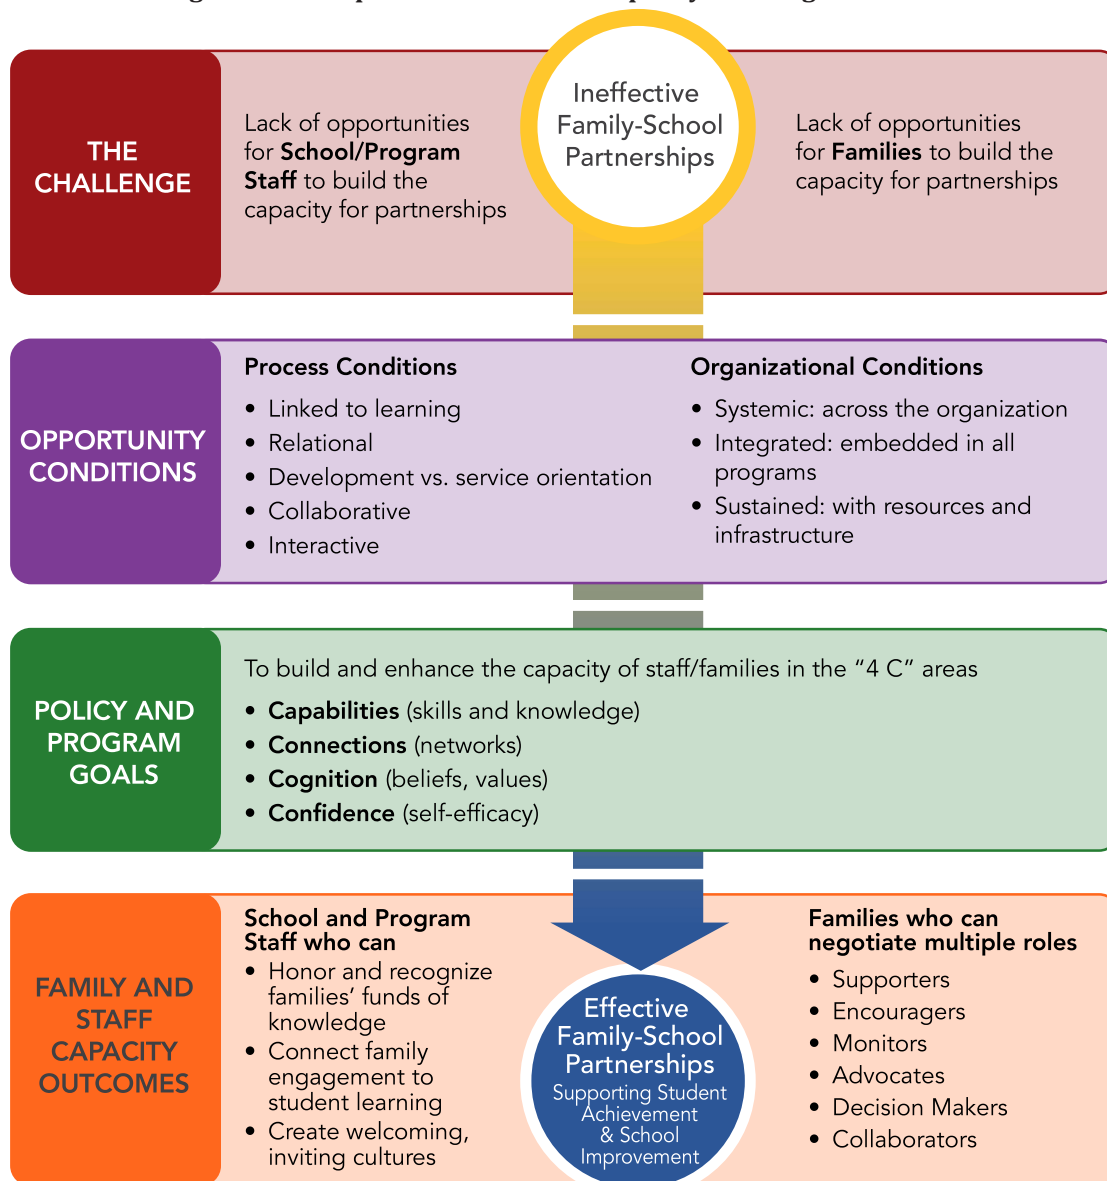 THE
CHALLENGE
Lack of opportunities
for School/Program
Staff to build the
capacity for partnerships
Ineffective
Family-School
Partnerships
Lack of opportunities
for Families to build the
capacity for partnerships
OPPORTUNITY
CONDITIONS
Process Conditions
• Linked to learning
• Relational
• Development vs. service orientation
• Collaborative
• Interactive
Organizational Conditions
• Systemic: across the organization
• Integrated: embedded in all
programs
• Sustained: with resources and
infrastructure
POLICY AND
PROGRAM
GOALS
To build and enhance the capacity of staff/families in the “4 C” areas
• Capabilities (skills and knowledge)
• Connections (networks)
• Cognition (beliefs, values)
• Confidence (self-efficacy)
FAMILY AND
STAFF
CAPACITY
OUTCOMES
School and Program
Staff who can
• Honor and recognize
families’ funds of
knowledge
• Connect family
engagement to
student learning
• Create welcoming,
inviting cultures
Effective
Family-School
Partnerships
Supporting Student
Achievement
& School
Improvement
Families who can
negotiate multiple roles
• Supporters
• Encouragers
• Monitors
• Advocates
• Decision Makers
• Collaborators